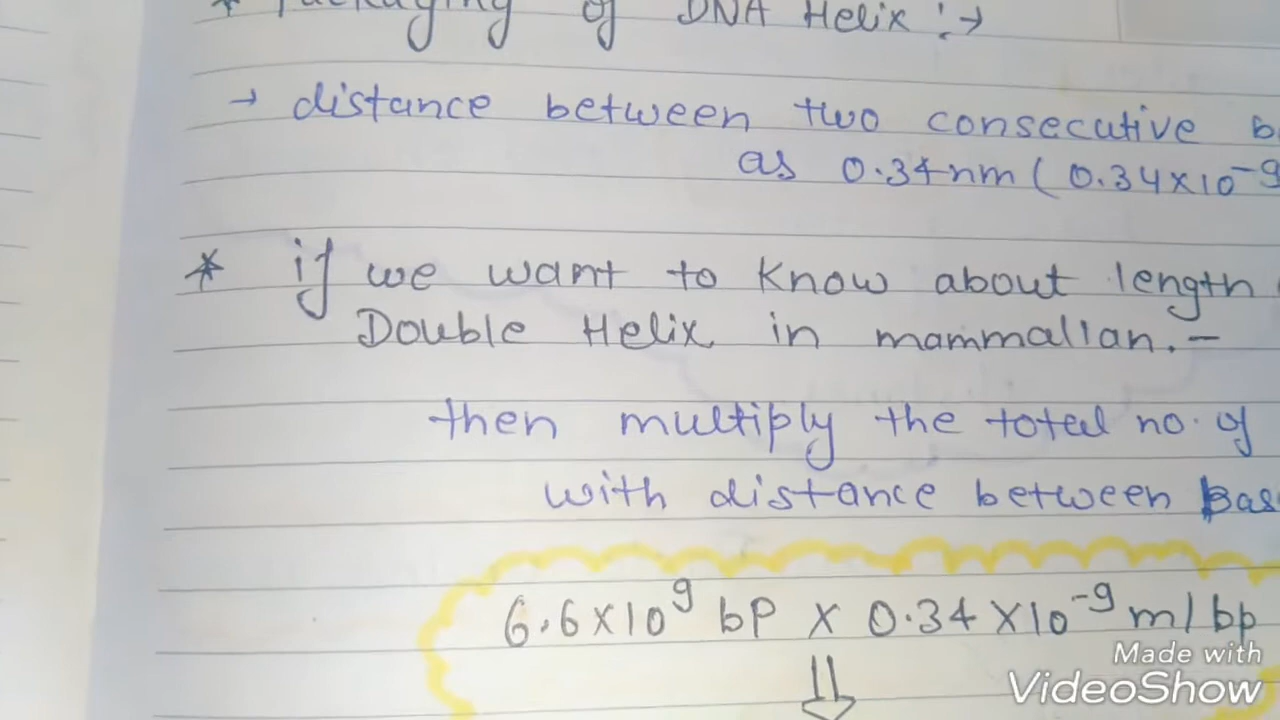 * Packaging of DNA Helix :→
→ distance between two consecutive b
as 0.34nm ( 0.34×10⁻⁹
* if we want to know about length
Double Helix in mammalian. –
then multiply the total no. of
with distance between Bas
6.6×10⁹ bp × 0.34×10⁻⁹ m/bp
⇓
Made with
VideoShow